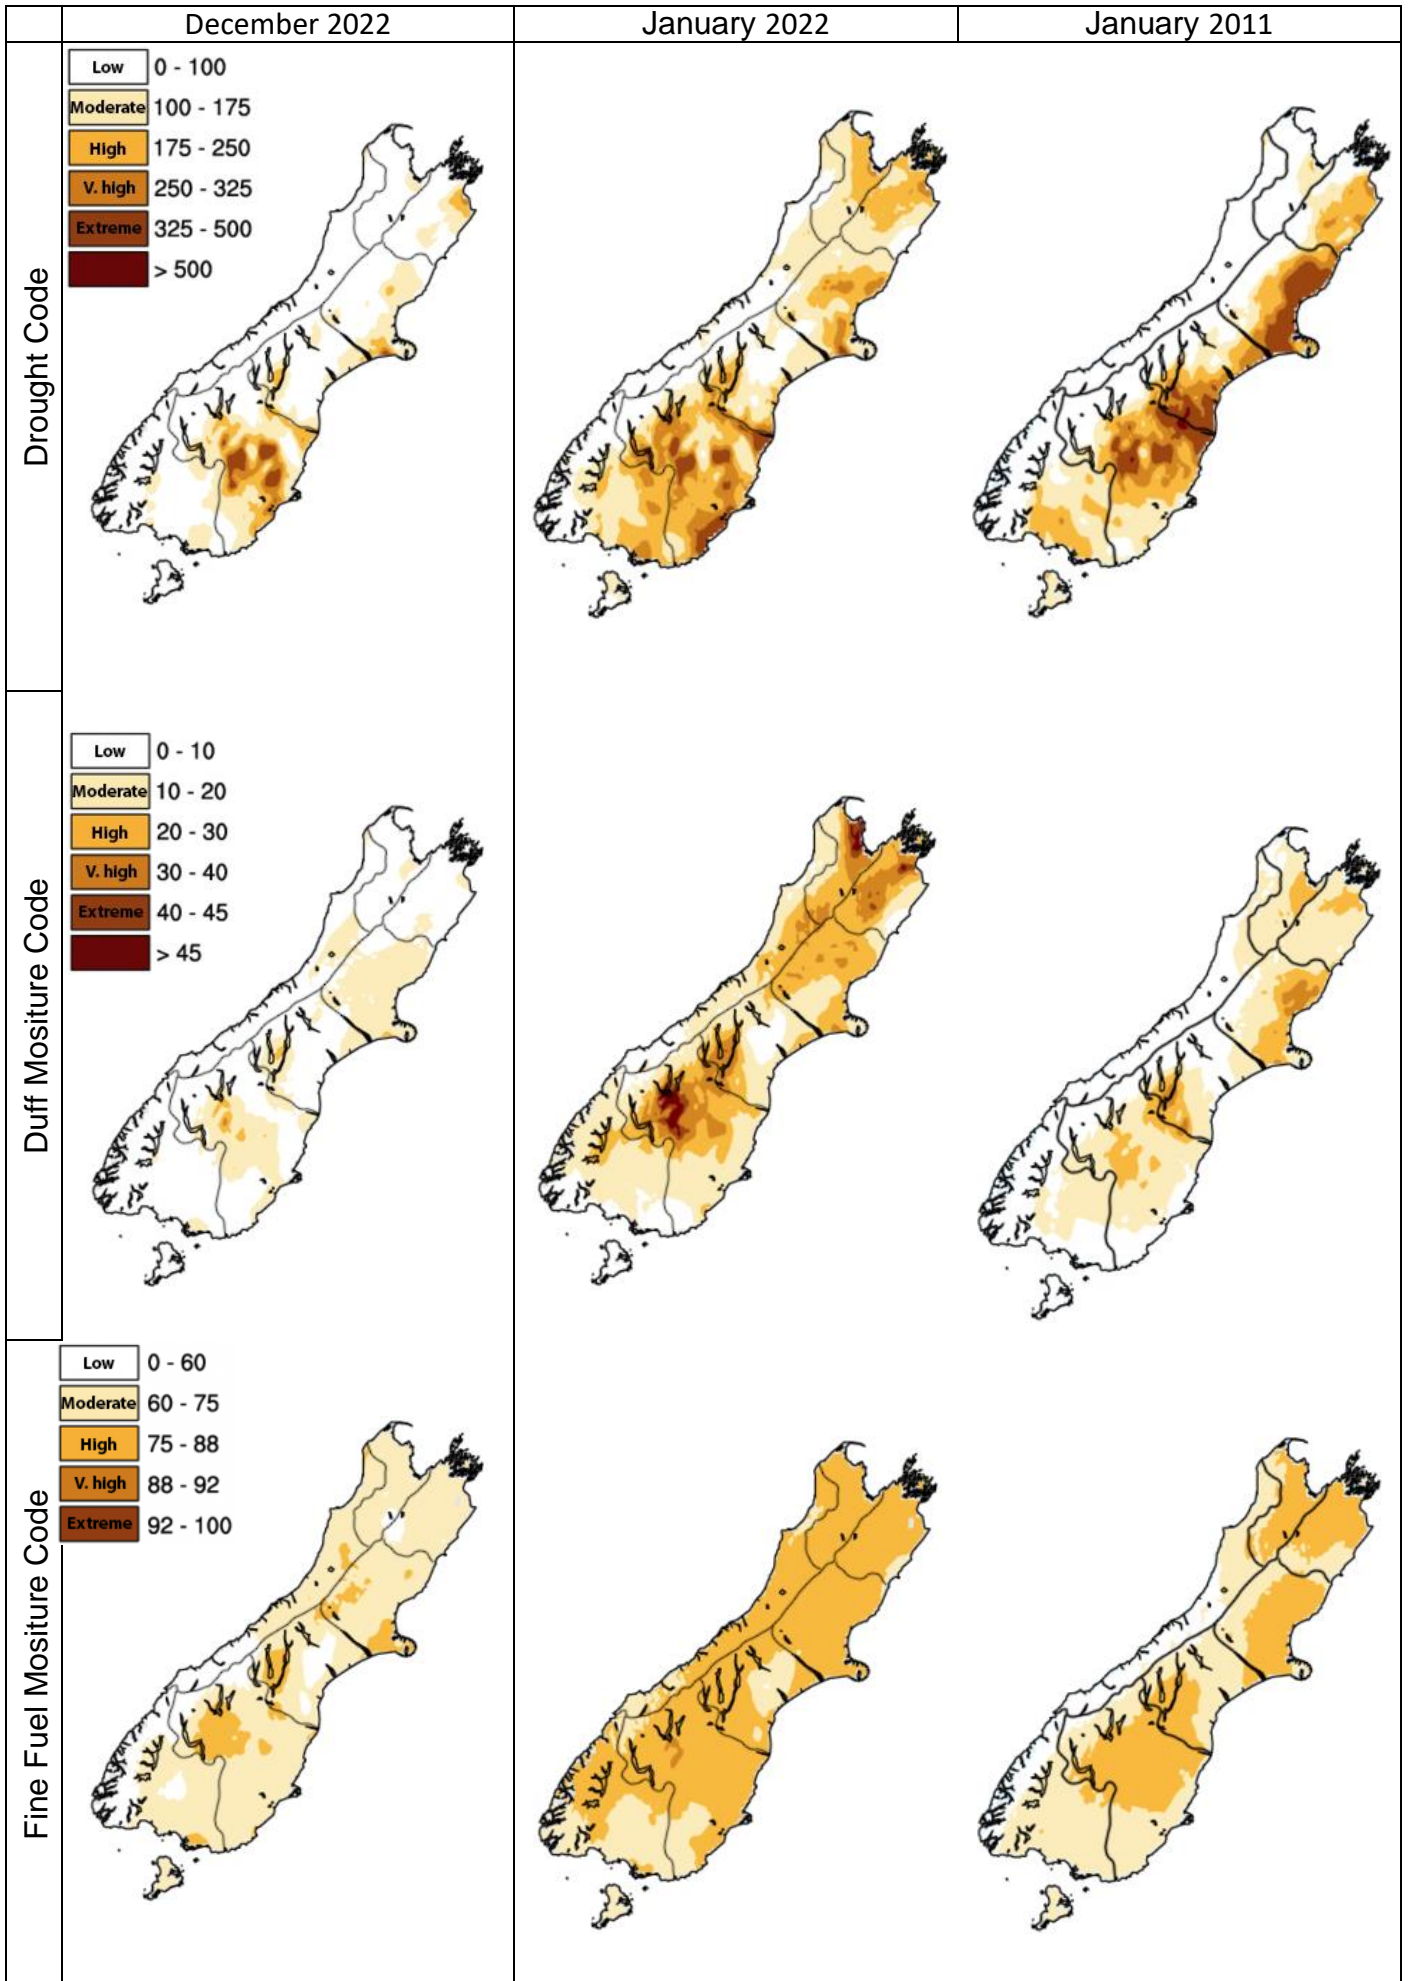 December 2022
January 2022
January 2011
Drought Code
Low 0 - 100
Moderate 100 - 175
High 175 - 250
V. high 250 - 325
Extreme 325 - 500
> 500
Duff Mositure Code
Low 0 - 10
Moderate 10 - 20
High 20 - 30
V. high 30 - 40
Extreme 40 - 45
> 45
Fine Fuel Mositure Code
Low 0 - 60
Moderate 60 - 75
High 75 - 88
V. high 88 - 92
Extreme 92 - 100